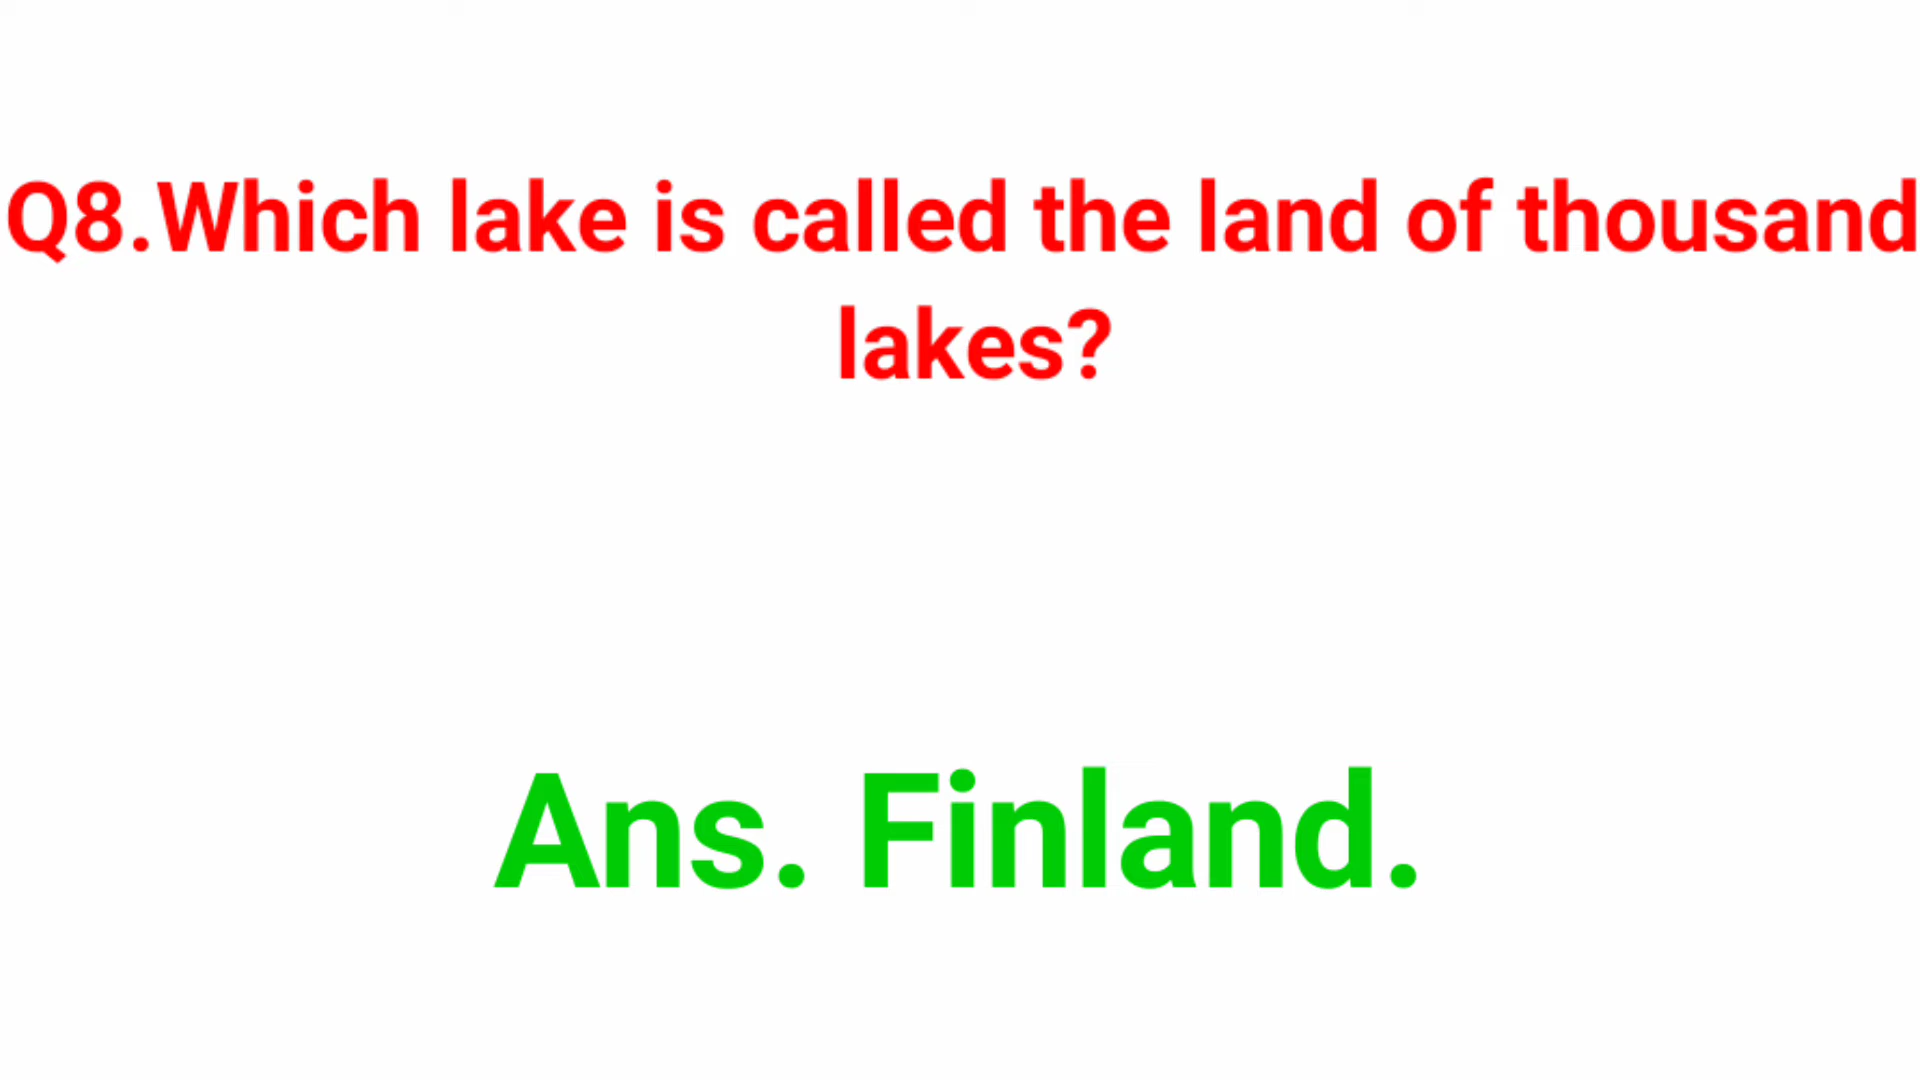 Q8.Which lake is called the land of thousand
lakes?
Ans. Finland.